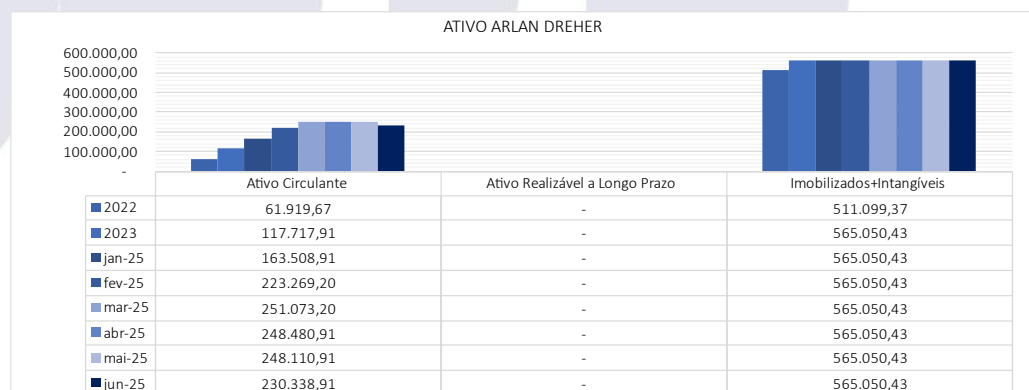 ATIVO ARLAN DREHER
600.000,00
500.000,00
400.000,00
300.000,00
200.000,00
100.000,00
-
Ativo Circulante Ativo Realizável a Longo Prazo Imobilizados+Intangíveis
2022 61.919,67 - 511.099,37
2023 117.717,91 - 565.050,43
jan-25 163.508,91 - 565.050,43
fev-25 223.269,20 - 565.050,43
mar-25 251.073,20 - 565.050,43
abr-25 248.480,91 - 565.050,43
mai-25 248.110,91 - 565.050,43
jun-25 230.338,91 - 565.050,43